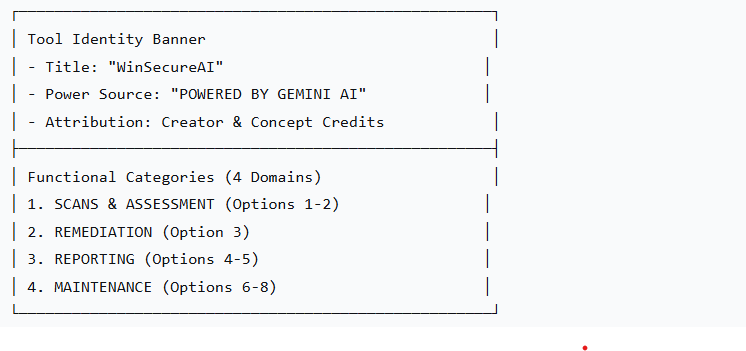 Tool Identity Banner
- Title: "WinSecureAI"
- Power Source: "POWERED BY GEMINI AI"
- Attribution: Creator & Concept Credits
Functional Categories (4 Domains)
1. SCANS & ASSESSMENT (Options 1-2)
2. REMEDIATION (Option 3)
3. REPORTING (Options 4-5)
4. MAINTENANCE (Options 6-8)